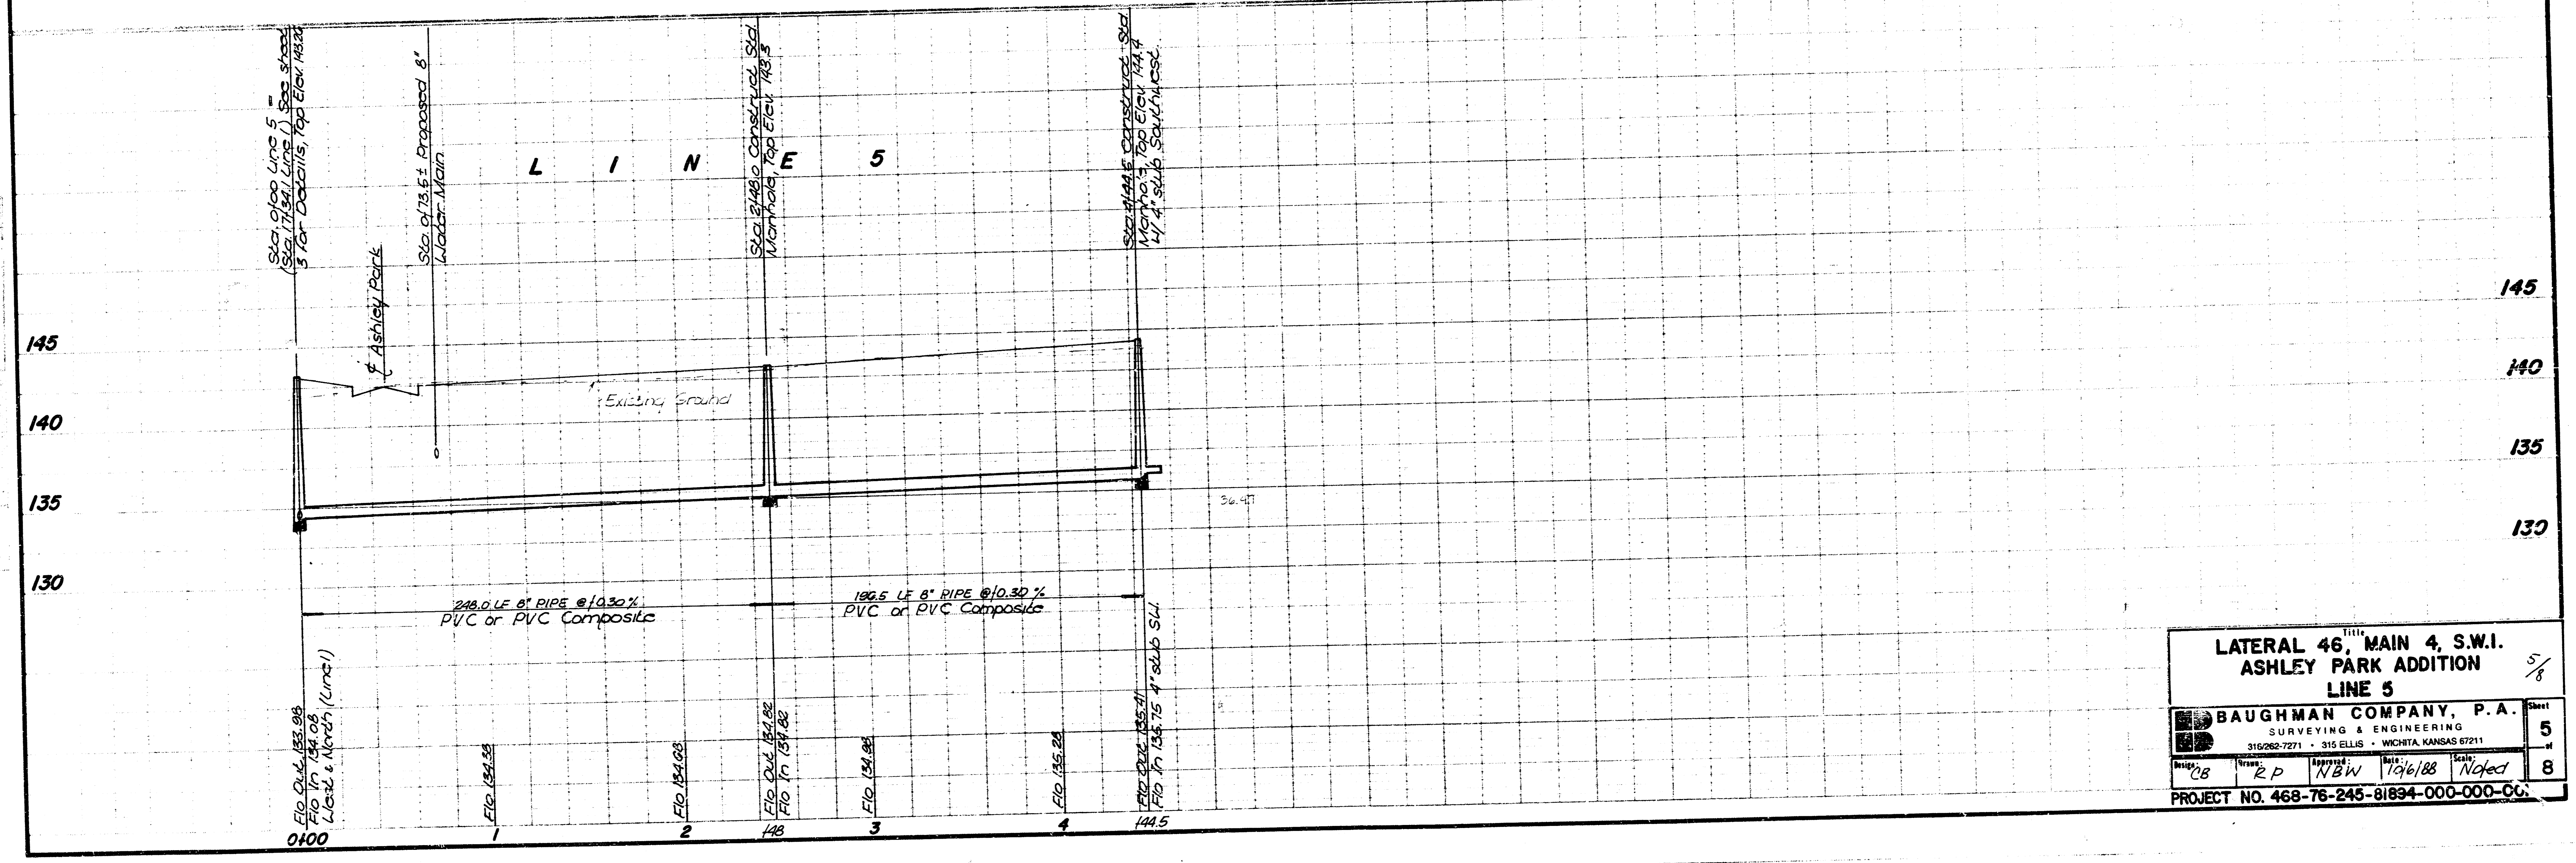 Sta. 0+00 Line 5 =
(Sta. 17+34.1 Line 1) See sheet
3 for Details, Top Elev. 143.20
℄ Ashley Park
Sta. 0+73.5± Proposed 8"
Water Main
L I N E 5
Sta. 2+48.0 Construct Std.
Manhole, Top Elev. 143.3
Sta. 4+44.5 Construct Std.
Manhole, Top Elev. 144.4
W/ 4" stub Southwest.
145
140
135
130
145
140
135
130
Existing Ground
36.47
248.0 LF 8" PIPE @ +0.30%
PVC or PVC Composite
196.5 LF 8" PIPE @ +0.30%
PVC or PVC Composite
Flo Out 133.98
Flo In 134.08
West & North (Line 1)
Flo 134.38
Flo 134.68
Flo Out 134.82
Flo In 134.82
Flo 134.98
Flo 135.28
Flo Out 135.41
Flo In 135.75 4" stub S.W.
0+00
1
2
+48
3
4
+44.5
Title
LATERAL 46, MAIN 4, S.W.I.
ASHLEY PARK ADDITION
LINE 5
5/8
BAUGHMAN COMPANY, P.A.
SURVEYING & ENGINEERING
316/262-7271 • 315 ELLIS • WICHITA, KANSAS 67211
Sheet
5
of
8
Design: CB
Drawn: RP
Approved: NBW
Date: 10/6/88
Scale: Noted
PROJECT NO. 468-76-245-81894-000-000-